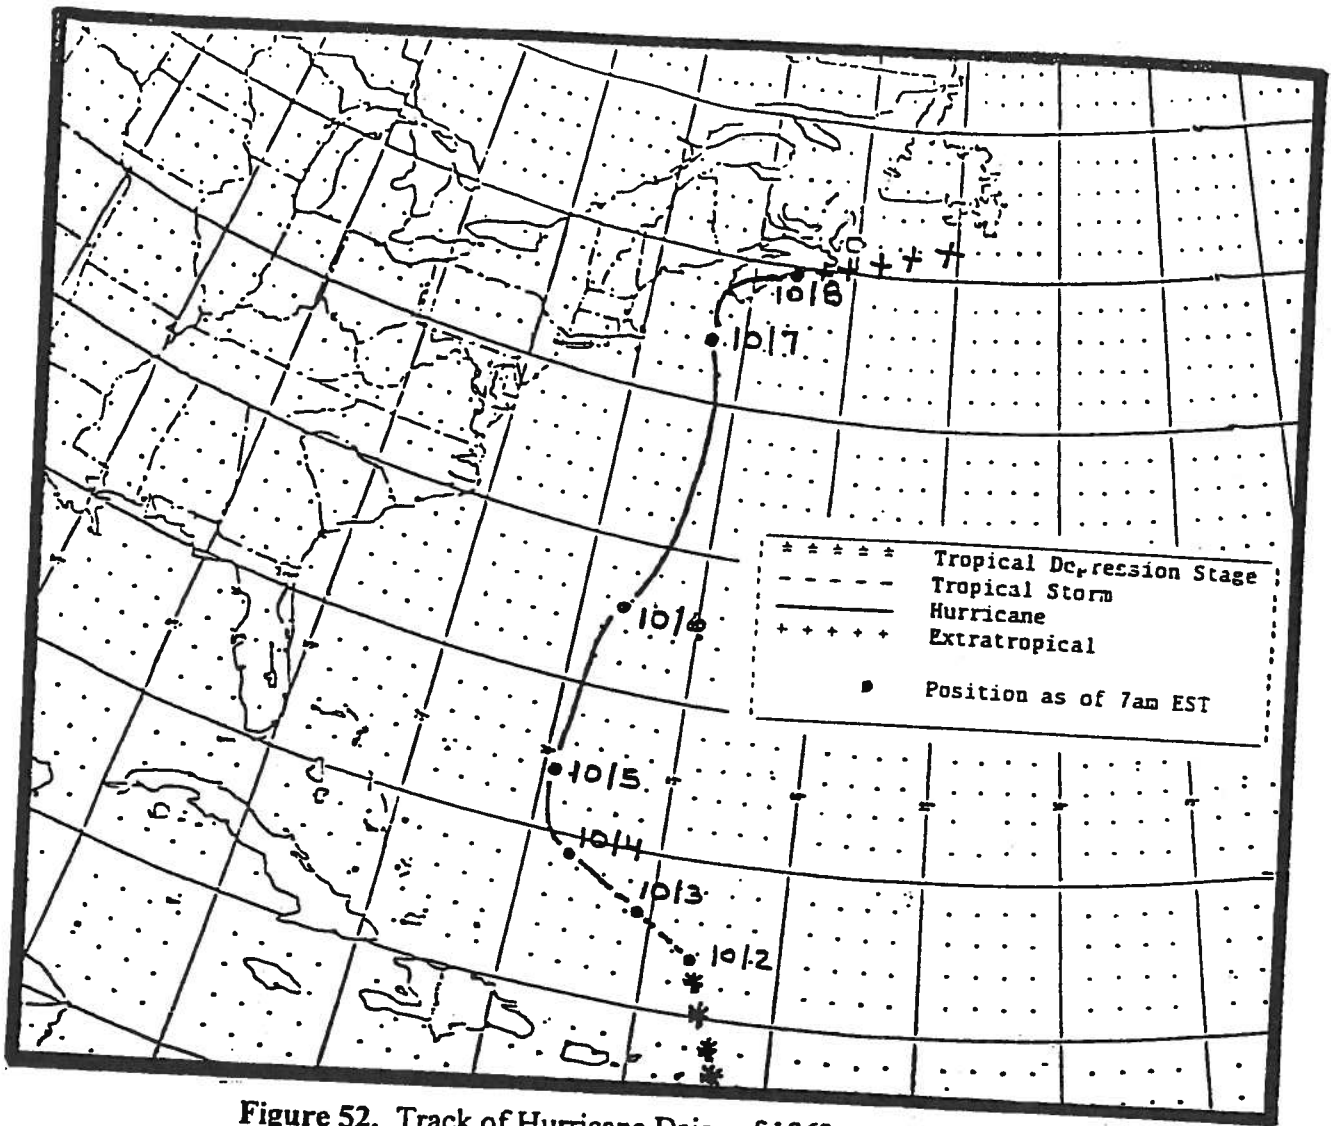 10/8
10/7
Tropical Depression Stage
Tropical Storm
Hurricane
Extratropical
Position as of 7am EST
10/6
10/5
10/4
10/3
10/2
Figure 52. Track of Hurricane